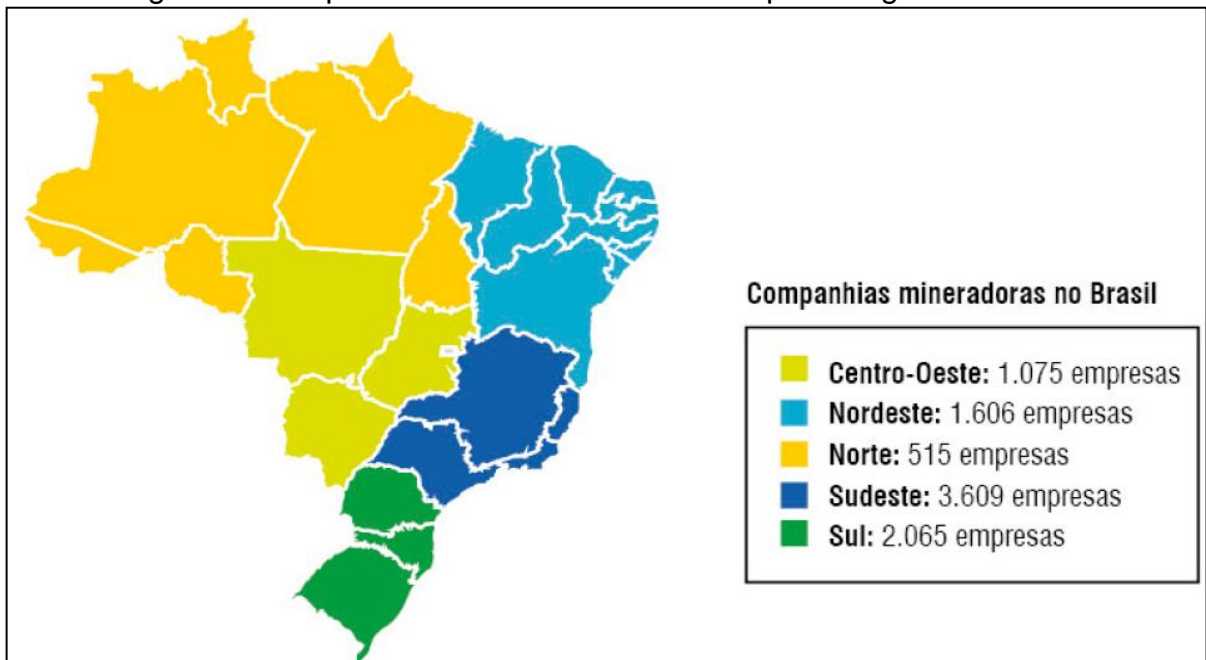 Companhias mineradoras no Brasil
Centro-Oeste: 1.075 empresas
Nordeste: 1.606 empresas
Norte: 515 empresas
Sudeste: 3.609 empresas
Sul: 2.065 empresas